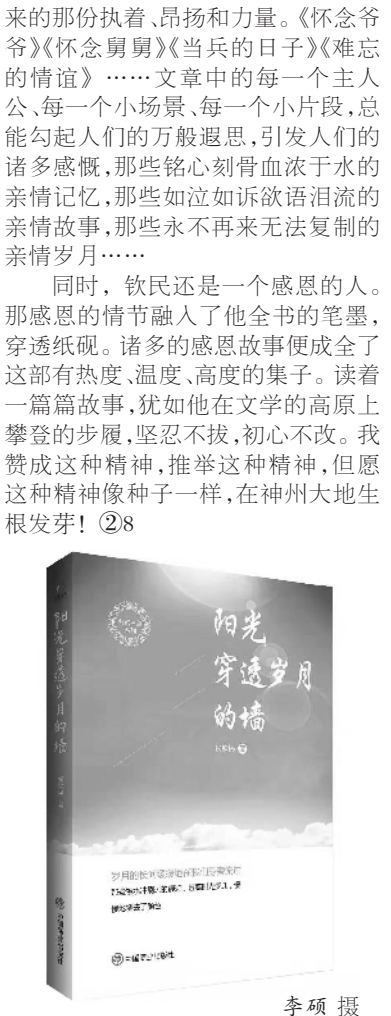 来的那份执着、昂扬和力量。《怀念爷
爷》《怀念舅舅》《当兵的日子》《难忘
的情谊》……文章中的每一个主人
公、每一个小场景、每一个小片段,总
能勾起人们的万般遐思,引发人们的
诸多感慨,那些铭心刻骨血浓于水的
亲情记忆,那些如泣如诉欲语泪流的
亲情故事,那些永不再来无法复制的
亲情岁月……
同时,钦民还是一个感恩的人。
那感恩的情节融入了他全书的笔墨,
穿透纸砚。诸多的感恩故事便成全了
这部有热度、温度、高度的集子。读着
一篇篇故事,犹如他在文学的高原上
攀登的步履,坚忍不拔,初心不改。我
赞成这种精神,推举这种精神,但愿
这种精神像种子一样,在神州大地生
根发芽!②8
阳光穿透岁月的墙
阳光
穿透岁月
的墙
著
李硕 摄